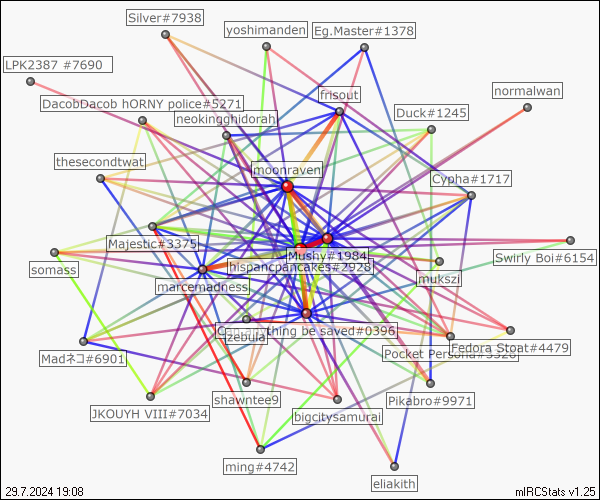 Silver#7938
yoshimanden
Eg.Master#1378
LPK2387 #7690
normalwan
frisout
DacobDacob hORNY police#5271
neokingghidorah
Duck#1245
thesecondtwat
moonraven
Cypha#1717
Majestic#3375
Mushy#1984
Swirly Boi#6154
hispancpancakes#2928
somass
mukszi
marcemadness
thing be saved#0396
zebula
Madネコ#6901
Pocket Persona#3526
Fedora Stoat#4479
JKOUYH VIII#7034
shawntee9
Pikabro#9971
bigcitysamurai
ming#4742
eliakith
29.7.2024 19:08
mIRCStats v1.25